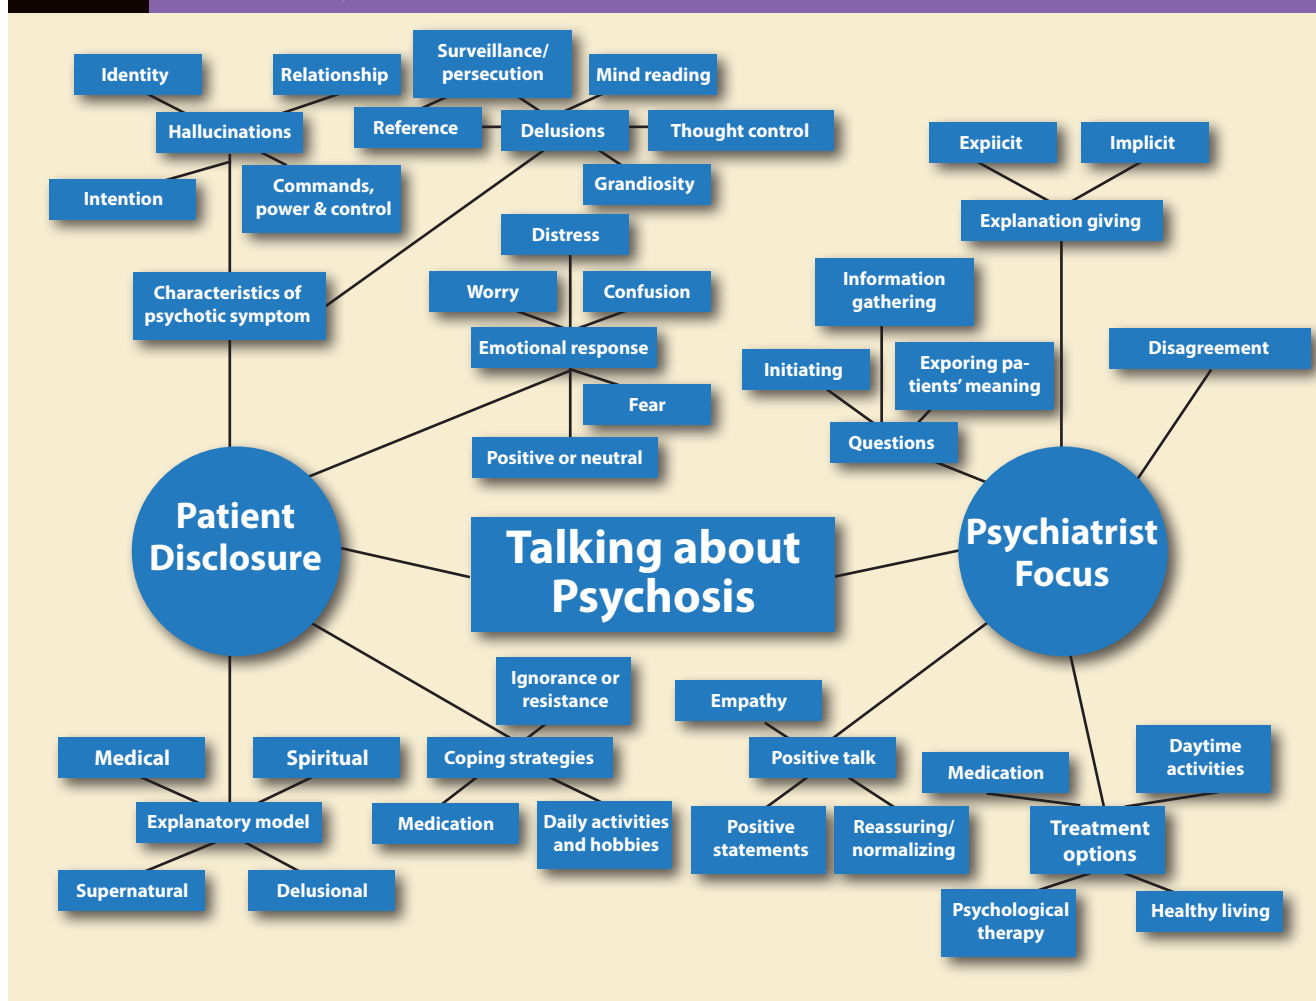 Identity
Relationship
Surveillance/
persecution
Mind reading
Hallucinations
Reference
Delusions
Thought control
Intention
Commands,
power & control
Grandiosity
Characteristics of
psychotic symptom
Distress
Worry
Confusion
Emotional response
Fear
Positive or neutral
Expiicit
Implicit
Explanation giving
Information
gathering
Disagreement
Initiating
Exporing pa-
tients’ meaning
Questions
Patient
Disclosure
Talking about
Psychosis
Psychiatrist
Focus
Ignorance or
resistance
Medical
Spiritual
Coping strategies
Explanatory model
Medication
Daily activities
and hobbies
Supernatural
Delusional
Empathy
Positive talk
Positive
statements
Reassuring/
normalizing
Medication
Daytime
activities
Treatment
options
Psychological
therapy
Healthy living